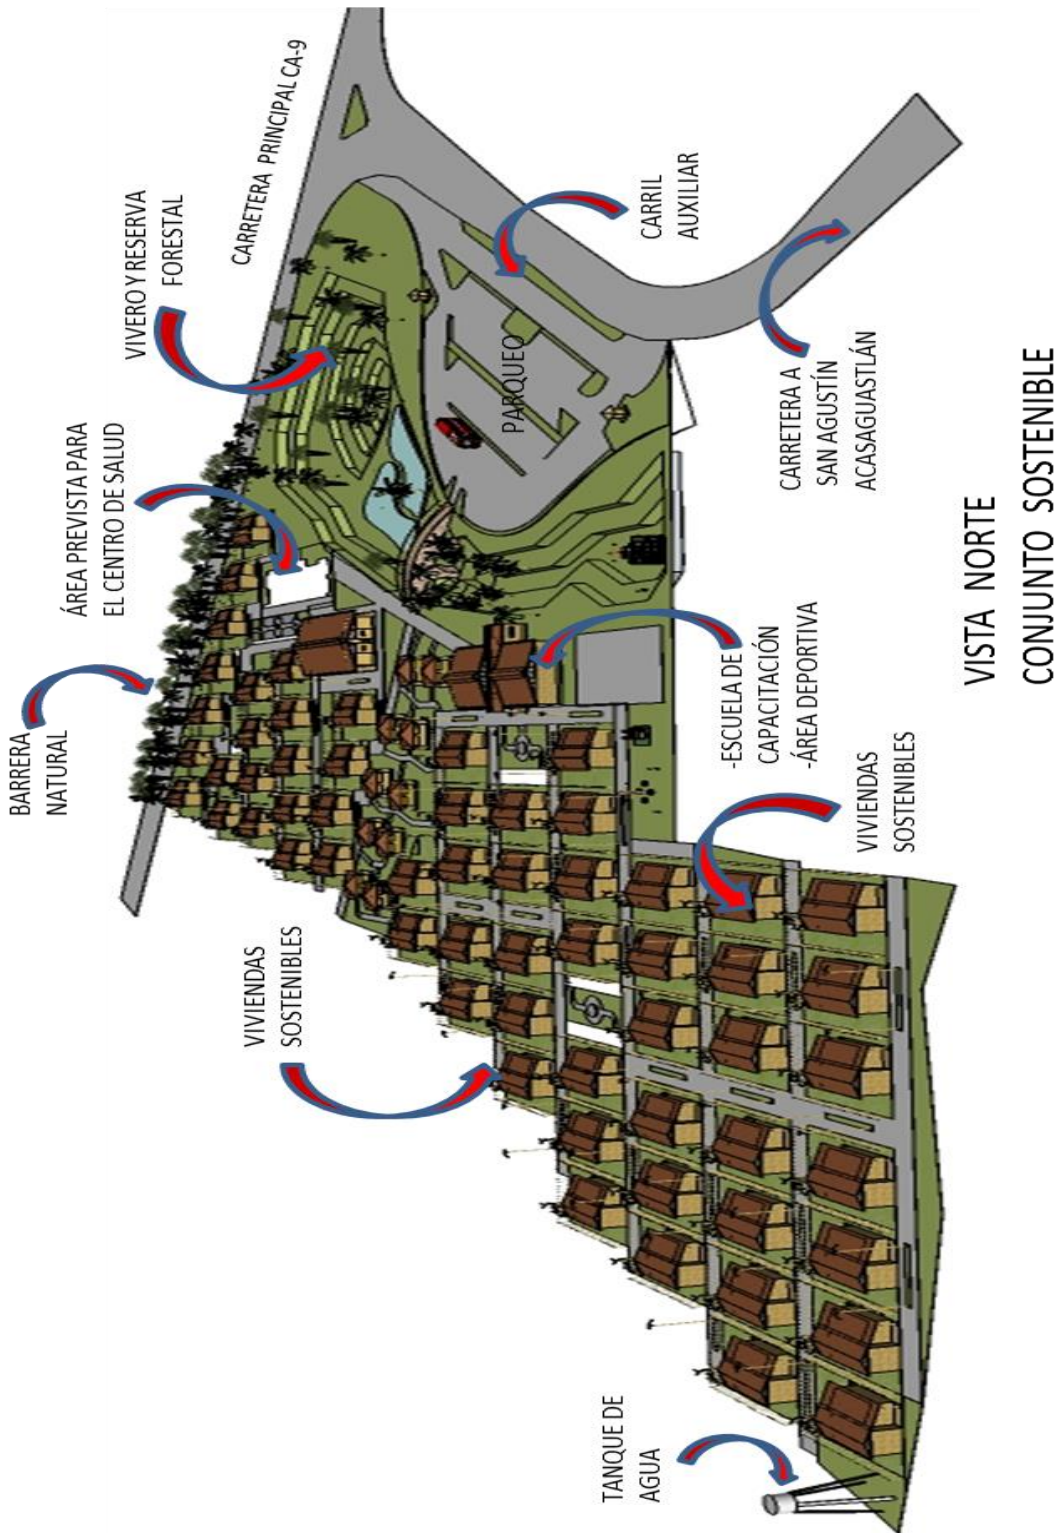 BARRERA
NATURAL
ÁREA PREVISTA PARA
EL CENTRO DE SALUD
VIVERO Y RESERVA
FORESTAL
CARRETERA PRINCIPAL CA-9
VIVIENDAS
SOSTENIBLES
PARQUEO
CARRIL
AUXILIAR
TANQUE DE
AGUA
VIVIENDAS
SOSTENIBLES
-ESCUELA DE
CAPACITACIÓN
-ÁREA DEPORTIVA
CARRETERA A
SAN AGUSTÍN
ACASAGUASTLÁN
VISTA NORTE
CONJUNTO SOSTENIBLE